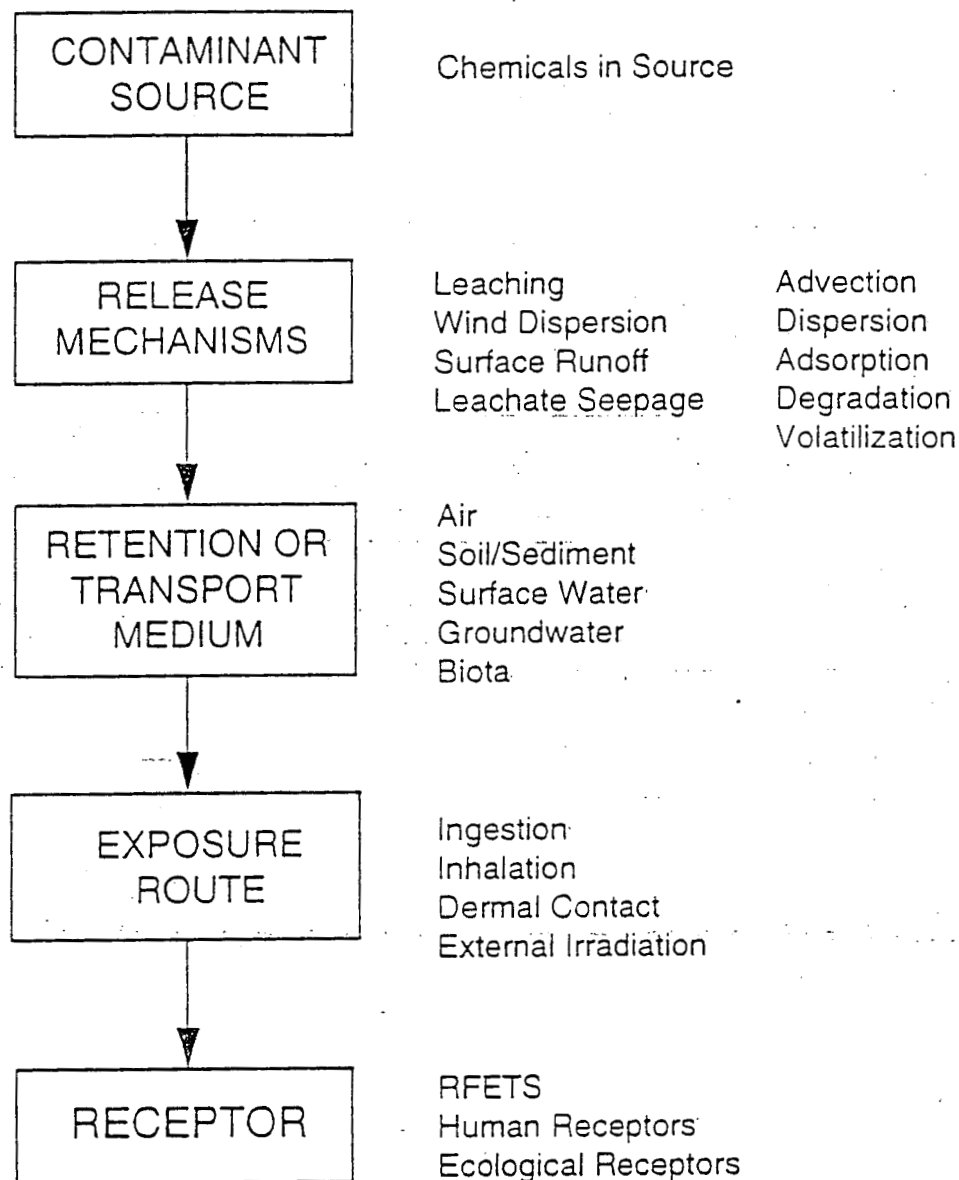 CONTAMINANT
SOURCE
Chemicals in Source
RELEASE
MECHANISMS
Leaching
Wind Dispersion
Surface Runoff
Leachate Seepage
Advection
Dispersion
Adsorption
Degradation
Volatilization
RETENTION OR
TRANSPORT
MEDIUM
Air
Soil/Sediment
Surface Water
Groundwater
Biota
EXPOSURE
ROUTE
Ingestion
Inhalation
Dermal Contact
External Irradiation
RECEPTOR
RFETS
Human Receptors
Ecological Receptors